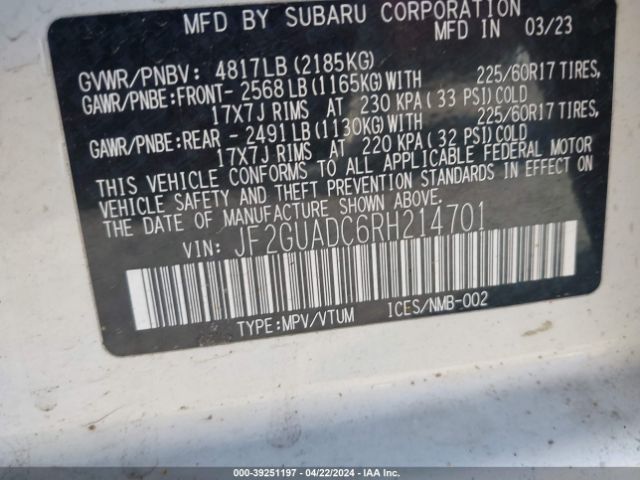 MFD BY SUBARU CORPORATION
MFD IN 03/23
GVWR/PNBV: 4817LB (2185KG)
GAWR/PNBE:FRONT- 2568 LB (1165KG) WITH 225/60R17 TIRES,
17X7J RIMS AT 230 KPA (33 PSI) COLD
GAWR/PNBE:REAR - 2491 LB (1130KG) WITH 225/60R17 TIRES,
17X7J RIMS AT 220 KPA (32 PSI) COLD
THIS VEHICLE CONFORMS TO ALL APPLICABLE FEDERAL MOTOR
VEHICLE SAFETY AND THEFT PREVENTION STANDARDS IN EFFECT ON
THE DATE OF MANUFACTURE SHOWN ABOVE.
VIN: JF2GUADC6RH214701
TYPE:MPV/VTUM ICES/NMB-002
000-39251197 - 04/22/2024 - IAA Holdings, LLC.